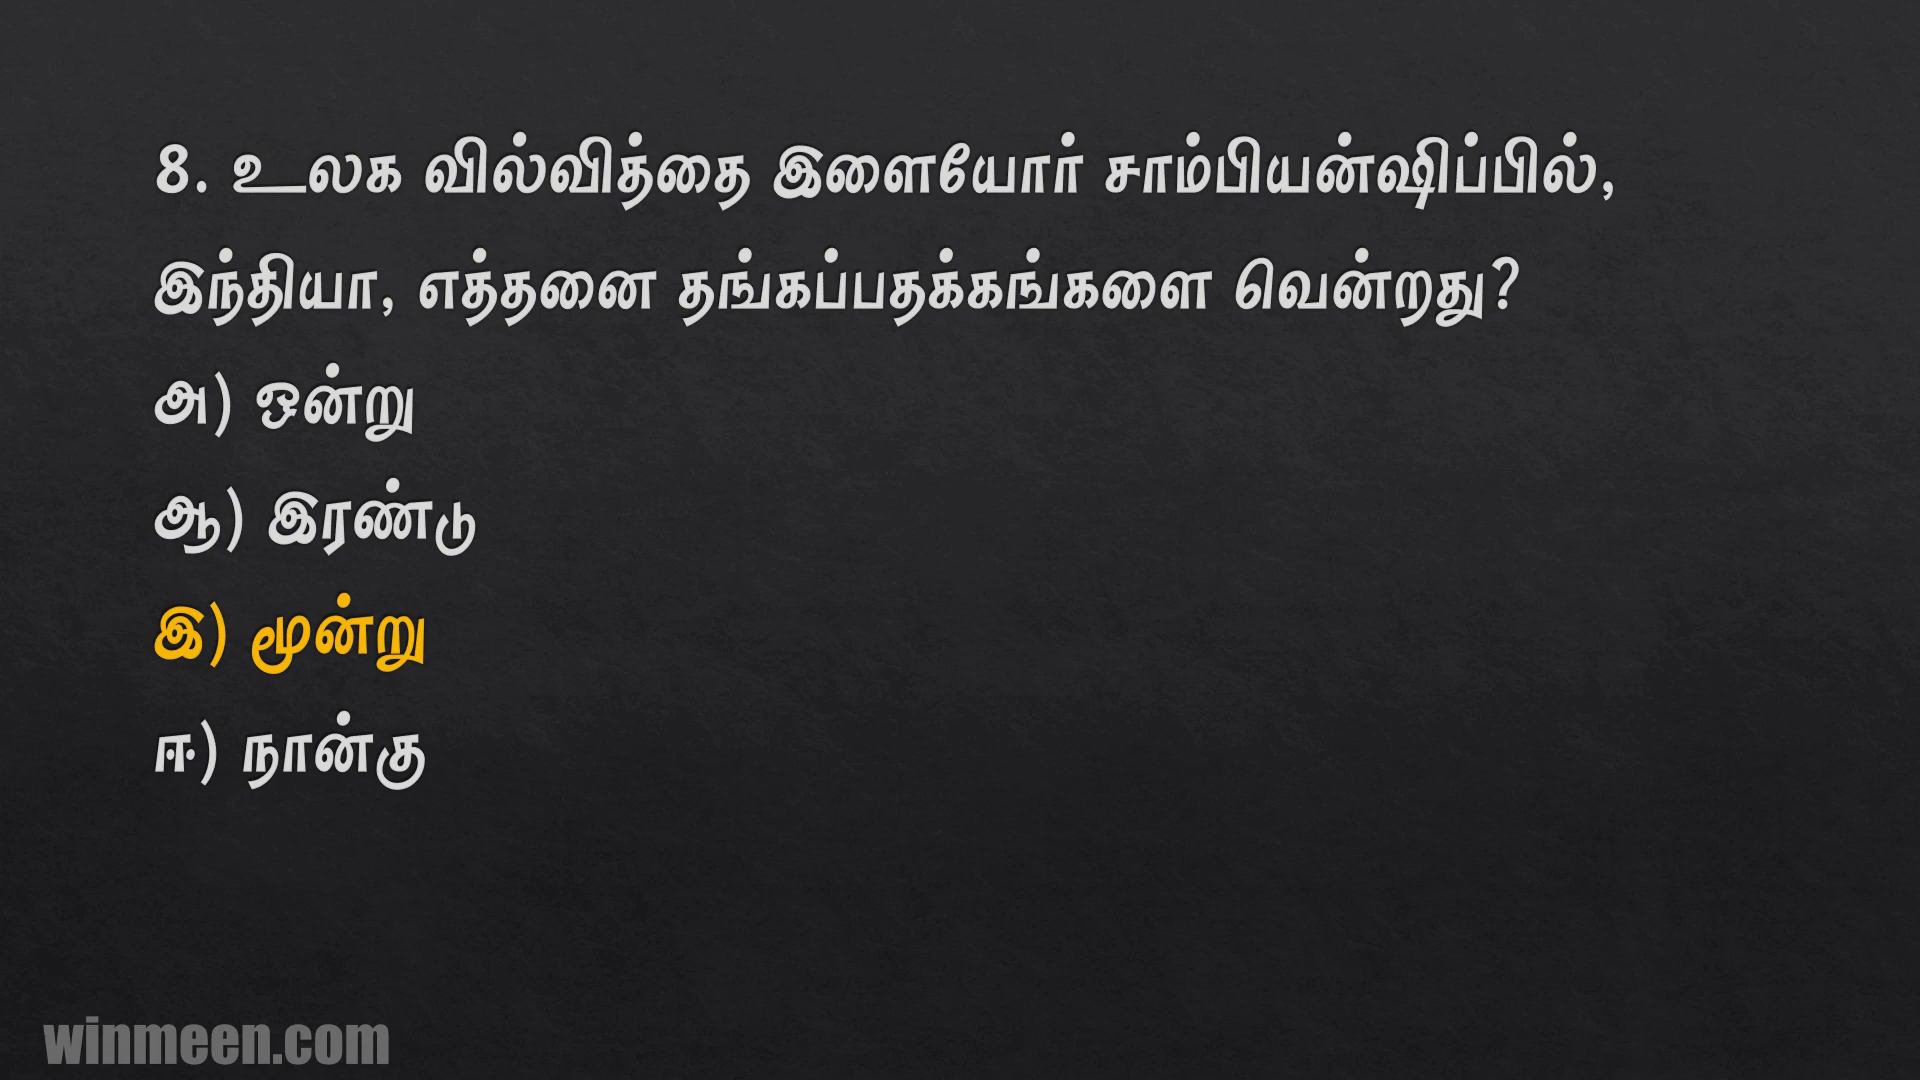 8. உலக வில்வித்தை இளையோர் சாம்பியன்ஷிப்பில்,
இந்தியா, எத்தனை தங்கப்பதக்கங்களை வென்றது?
அ) ஒன்று
ஆ) இரண்டு
இ) மூன்று
ஈ) நான்கு
winmeen.com